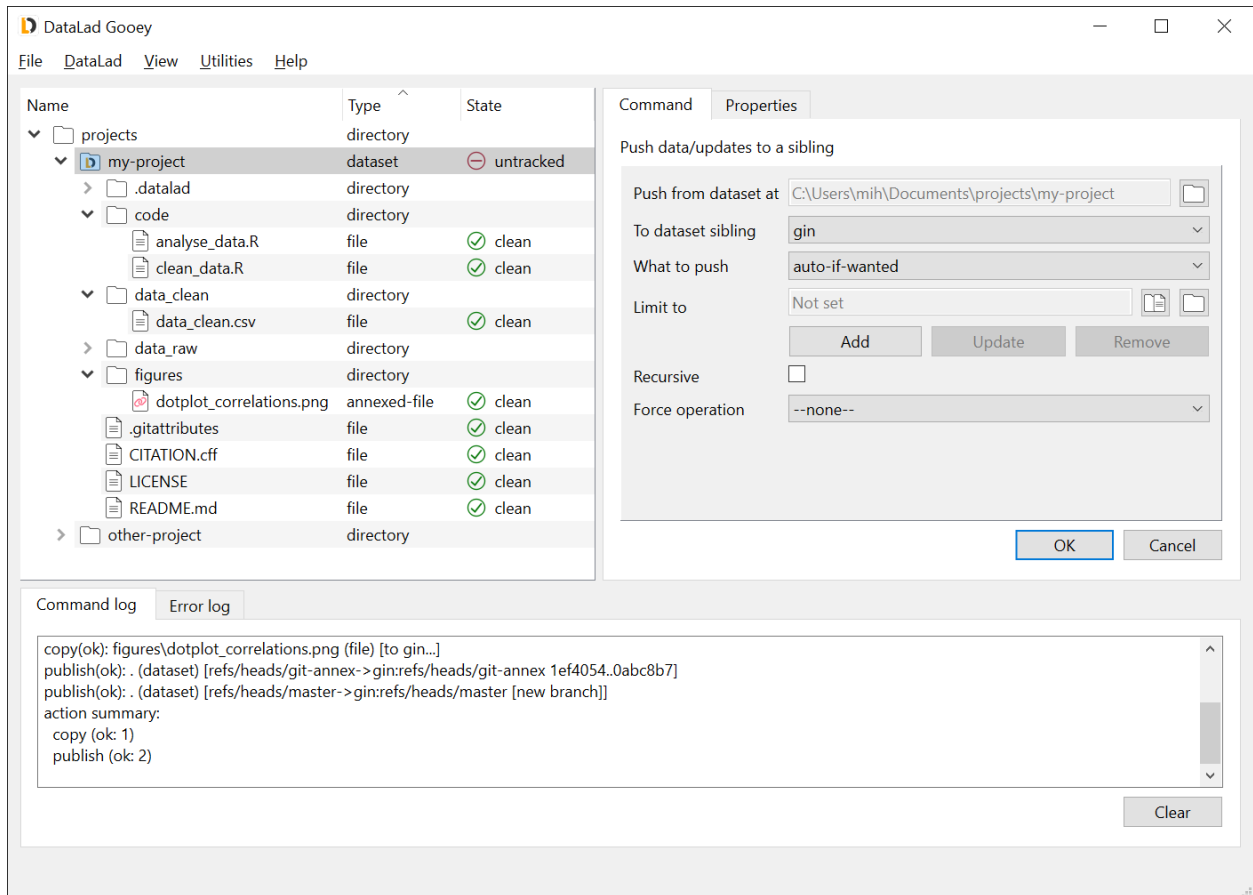 DataLad Gooey
File DataLad View Utilities Help
Name Type State
projects directory
my-project dataset untracked
.datalad directory
code directory
analyse_data.R file clean
clean_data.R file clean
data_clean directory
data_clean.csv file clean
data_raw directory
figures directory
dotplot_correlations.png annexed-file clean
.gitattributes file clean
CITATION.cff file clean
LICENSE file clean
README.md file clean
other-project directory
Command Properties
Push data/updates to a sibling
Push from dataset at C:\Users\mih\Documents\projects\my-project
To dataset sibling gin
What to push auto-if-wanted
Limit to Not set
Add Update Remove
Recursive
Force operation --none--
OK Cancel
Command log Error log
copy(ok): figures\dotplot_correlations.png (file) [to gin...]
publish(ok): . (dataset) [refs/heads/git-annex->gin:refs/heads/git-annex 1ef4054..0abc8b7]
publish(ok): . (dataset) [refs/heads/master->gin:refs/heads/master [new branch]]
action summary:
copy (ok: 1)
publish (ok: 2)
Clear